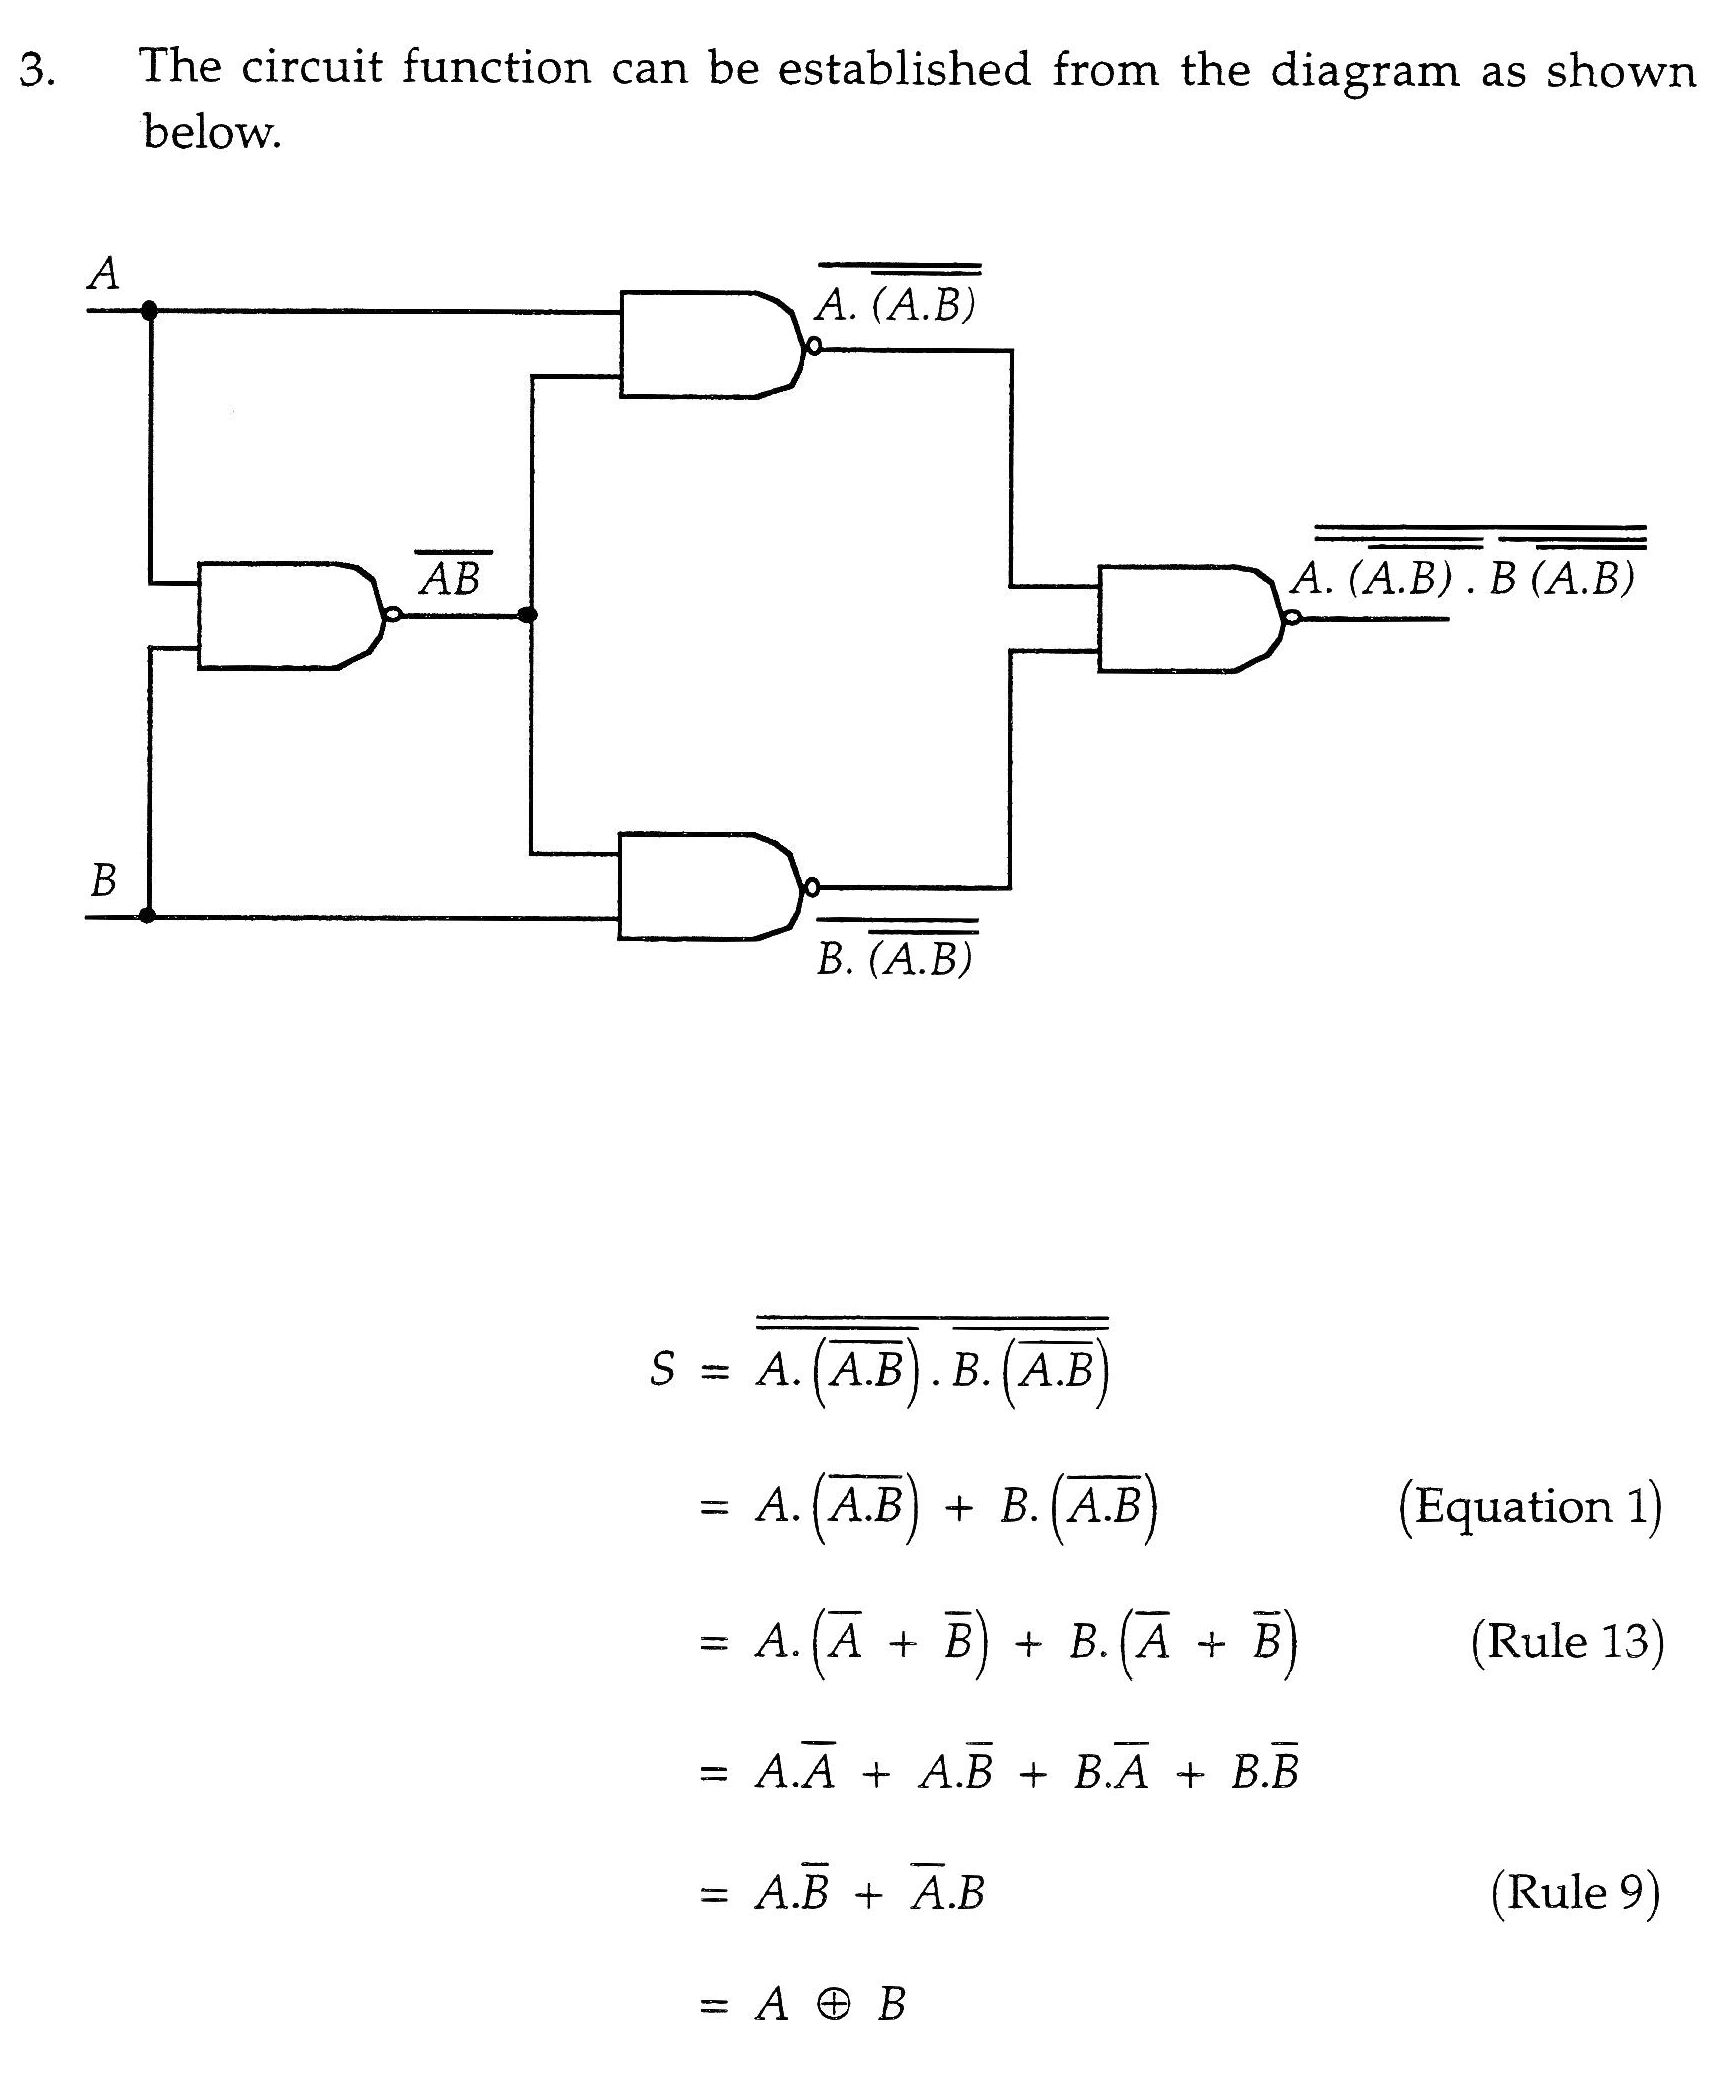 3. The circuit function can be established from the diagram as shown
below.
A
A̅.̅ ̅(̅A̅.̅B̅)̅
A̅B̅
A. (A.B) . B (A.B)
B
B. (A.B)
S = A.(A.B) . B.(A.B)
= A.(A̅.̅B̅) + B.(A̅.̅B̅) (Equation 1)
= A.(A̅ + B̅) + B.(A̅ + B̅) (Rule 13)
= A.A̅ + A.B̅ + B.A̅ + B.B̅
= A.B̅ + A̅.B (Rule 9)
= A ⊕ B